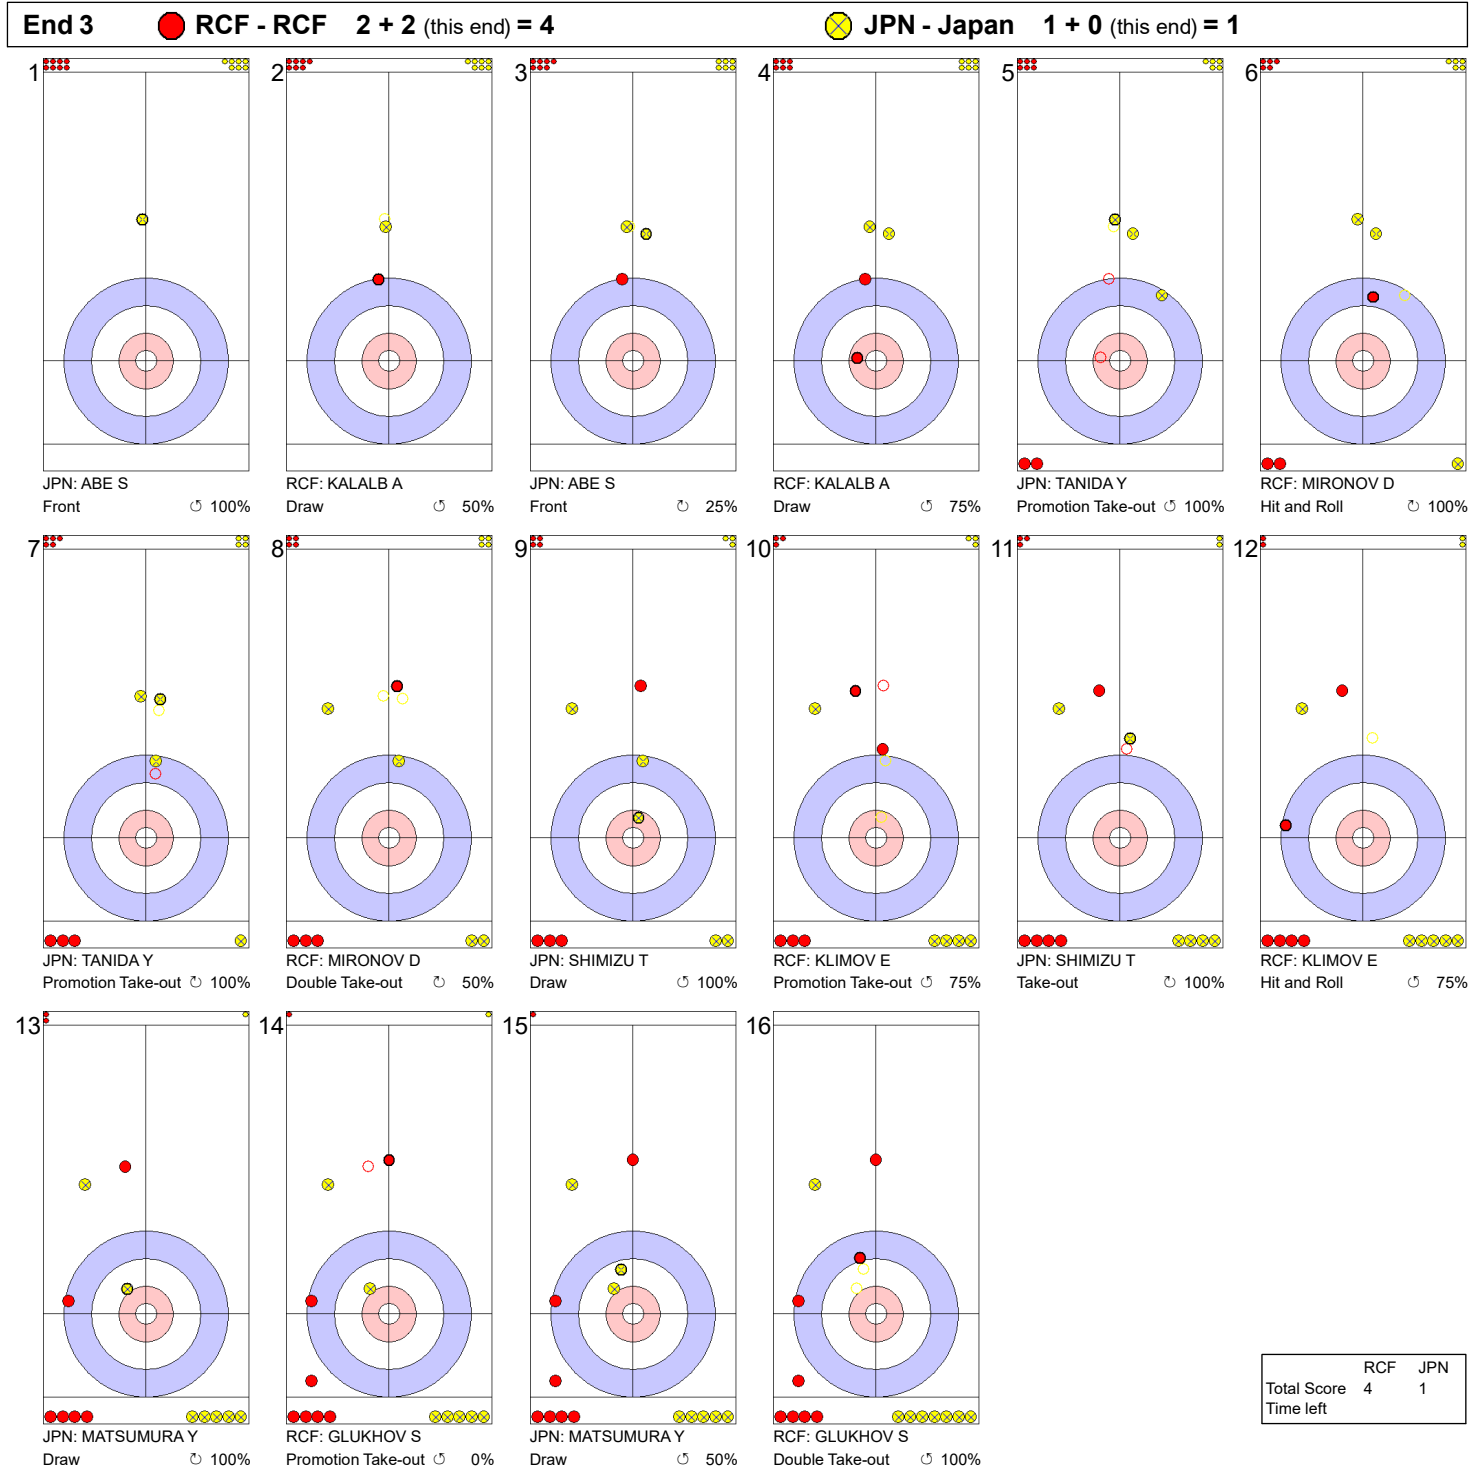 End 3 RCF - RCF 2 + 2 (this end) = 4 JPN - Japan 1 + 0 (this end) = 1
1 2 3 4 5 6
JPN: ABE S RCF: KALALB A JPN: ABE S RCF: KALALB A JPN: TANIDA Y RCF: MIRONOV D
Front ↺ 100% Draw ↺ 50% Front ↻ 25% Draw ↺ 75% Promotion Take-out ↺ 100% Hit and Roll ↻ 100%
7 8 9 10 11 12
JPN: TANIDA Y RCF: MIRONOV D JPN: SHIMIZU T RCF: KLIMOV E JPN: SHIMIZU T RCF: KLIMOV E
Promotion Take-out ↻ 100% Double Take-out ↻ 50% Draw ↺ 100% Promotion Take-out ↺ 75% Take-out ↻ 100% Hit and Roll ↺ 75%
13 14 15 16
JPN: MATSUMURA Y RCF: GLUKHOV S JPN: MATSUMURA Y RCF: GLUKHOV S
Draw ↻ 100% Promotion Take-out ↺ 0% Draw ↺ 50% Double Take-out ↺ 100%
RCF JPN
Total Score 4 1
Time left